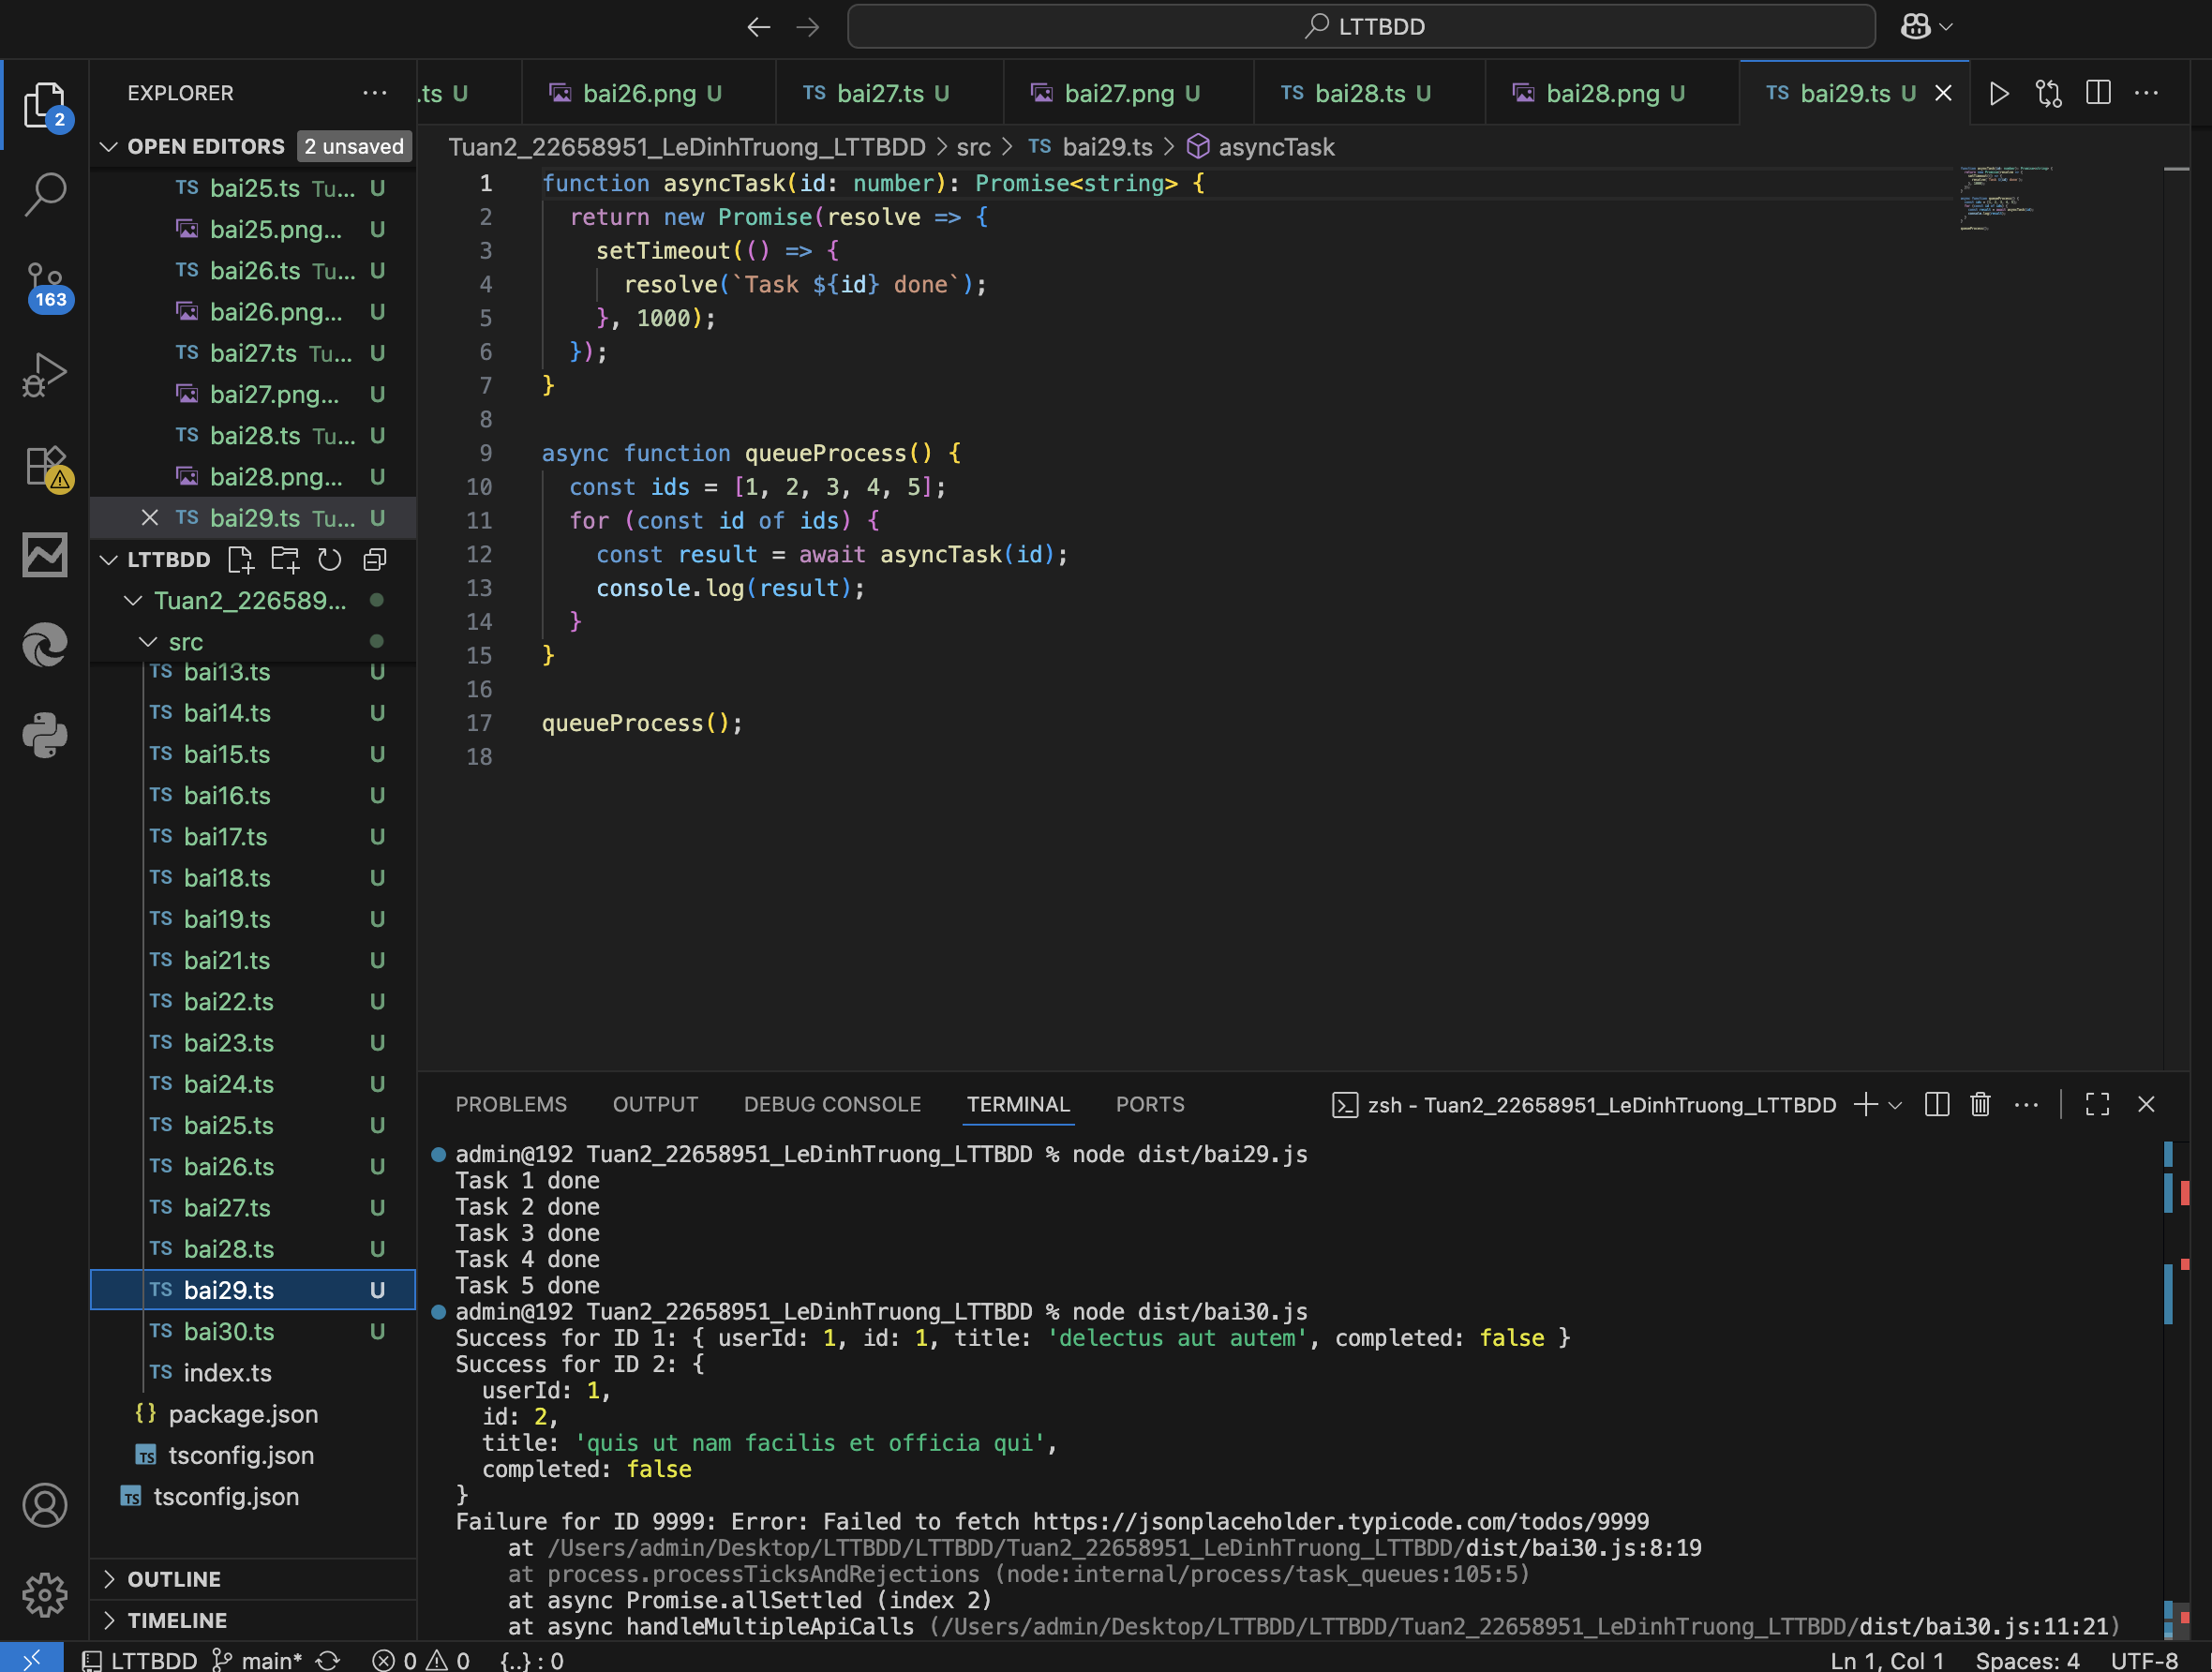 LTTBDD
EXPLORER
.ts U
bai26.png U
TS bai27.ts U
bai27.png U
TS bai28.ts U
bai28.png U
TS bai29.ts U
2
OPEN EDITORS 2 unsaved
Tuan2_22658951_LeDinhTruong_LTTBDD > src > TS bai29.ts > asyncTask
TS bai25.ts Tu... U
bai25.png... U
TS bai26.ts Tu... U
bai26.png... U
TS bai27.ts Tu... U
bai27.png... U
TS bai28.ts Tu... U
bai28.png... U
TS bai29.ts Tu... U
163
LTTBDD
Tuan2_226589...
src
TS bai13.ts U
TS bai14.ts U
TS bai15.ts U
TS bai16.ts U
TS bai17.ts U
TS bai18.ts U
TS bai19.ts U
TS bai21.ts U
TS bai22.ts U
TS bai23.ts U
TS bai24.ts U
TS bai25.ts U
TS bai26.ts U
TS bai27.ts U
TS bai28.ts U
TS bai29.ts U
TS bai30.ts U
TS index.ts
{} package.json
TS tsconfig.json
TS tsconfig.json
OUTLINE
TIMELINE
1 function asyncTask(id: number): Promise<string> {
2 return new Promise(resolve => {
3 setTimeout(() => {
4 resolve(`Task ${id} done`);
5 }, 1000);
6 });
7 }
8
9 async function queueProcess() {
10 const ids = [1, 2, 3, 4, 5];
11 for (const id of ids) {
12 const result = await asyncTask(id);
13 console.log(result);
14 }
15 }
16
17 queueProcess();
18
PROBLEMS OUTPUT DEBUG CONSOLE TERMINAL PORTS
zsh - Tuan2_22658951_LeDinhTruong_LTTBDD
admin@192 Tuan2_22658951_LeDinhTruong_LTTBDD % node dist/bai29.js
Task 1 done
Task 2 done
Task 3 done
Task 4 done
Task 5 done
admin@192 Tuan2_22658951_LeDinhTruong_LTTBDD % node dist/bai30.js
Success for ID 1: { userId: 1, id: 1, title: 'delectus aut autem', completed: false }
Success for ID 2: {
userId: 1,
id: 2,
title: 'quis ut nam facilis et officia qui',
completed: false
}
Failure for ID 9999: Error: Failed to fetch https://jsonplaceholder.typicode.com/todos/9999
at /Users/admin/Desktop/LTTBDD/LTTBDD/Tuan2_22658951_LeDinhTruong_LTTBDD/dist/bai30.js:8:19
at process.processTicksAndRejections (node:internal/process/task_queues:105:5)
at async Promise.allSettled (index 2)
at async handleMultipleApiCalls (/Users/admin/Desktop/LTTBDD/LTTBDD/Tuan2_22658951_LeDinhTruong_LTTBDD/dist/bai30.js:11:21)
LTTBDD main* 0 0 {..} : 0
Ln 1, Col 1 Spaces: 4 UTF-8